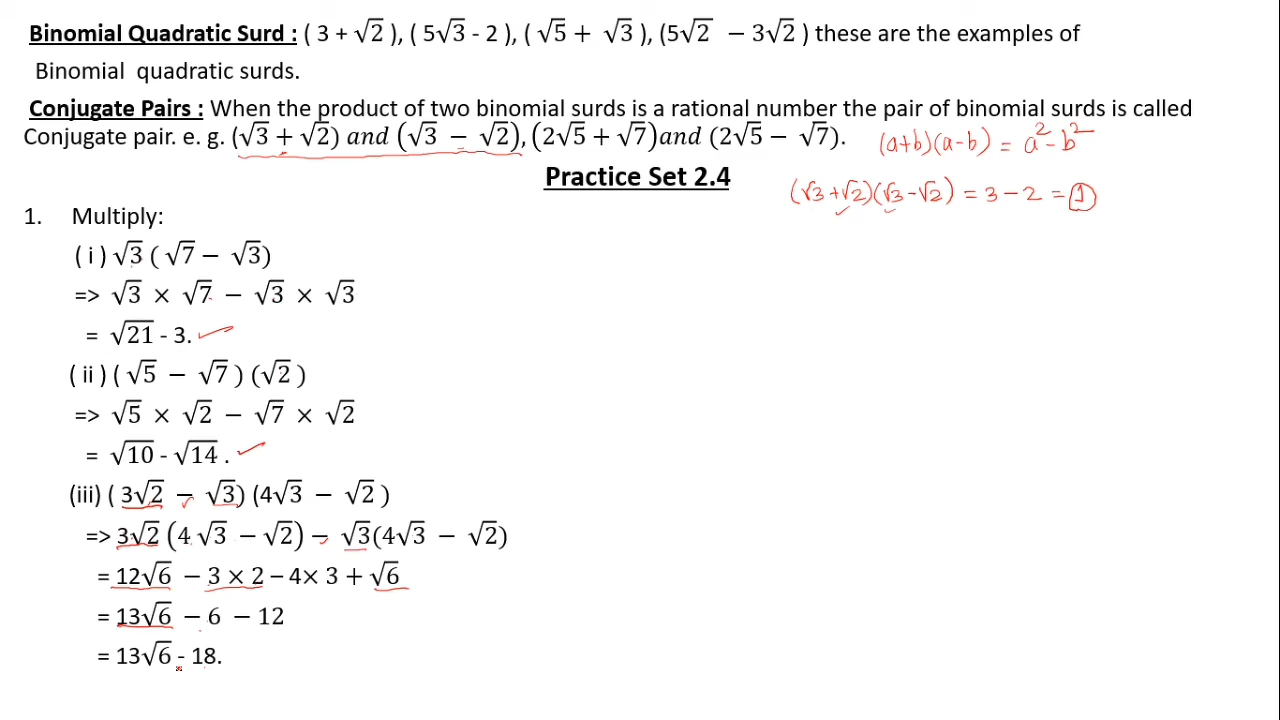 Binomial Quadratic Surd : ( 3 + √2 ), ( 5√3 - 2 ), ( √5 + √3 ), (5√2 − 3√2 ) these are the examples of
Binomial quadratic surds.
Conjugate Pairs : When the product of two binomial surds is a rational number the pair of binomial surds is called
Conjugate pair. e. g. (√3 + √2) and (√3 − √2), (2√5 + √7) and (2√5 − √7).
(a+b)(a-b) = a² - b²
Practice Set 2.4
(√3 + √2)(√3 - √2) = 3 - 2 = 1
1. Multiply:
( i ) √3 ( √7 − √3)
=> √3 × √7 − √3 × √3
= √21 - 3.
( ii ) ( √5 − √7 ) (√2 )
=> √5 × √2 − √7 × √2
= √10 - √14 .
(iii) ( 3√2 − √3) (4√3 − √2 )
=> 3√2 (4 √3 − √2) − √3(4√3 − √2)
= 12√6 − 3 × 2 – 4× 3 + √6
= 13√6 − 6 − 12
= 13√6 - 18.